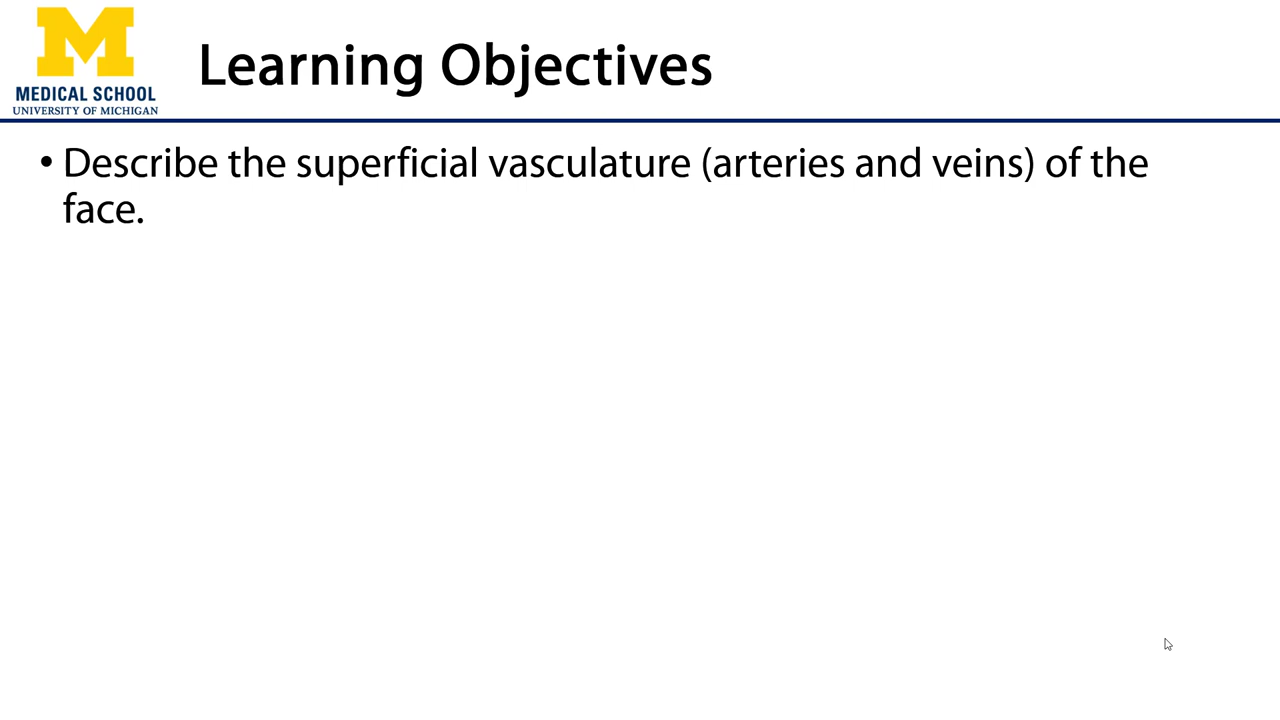 M
MEDICAL SCHOOL
UNIVERSITY OF MICHIGAN
Learning Objectives
• Describe the superficial vasculature (arteries and veins) of the
face.